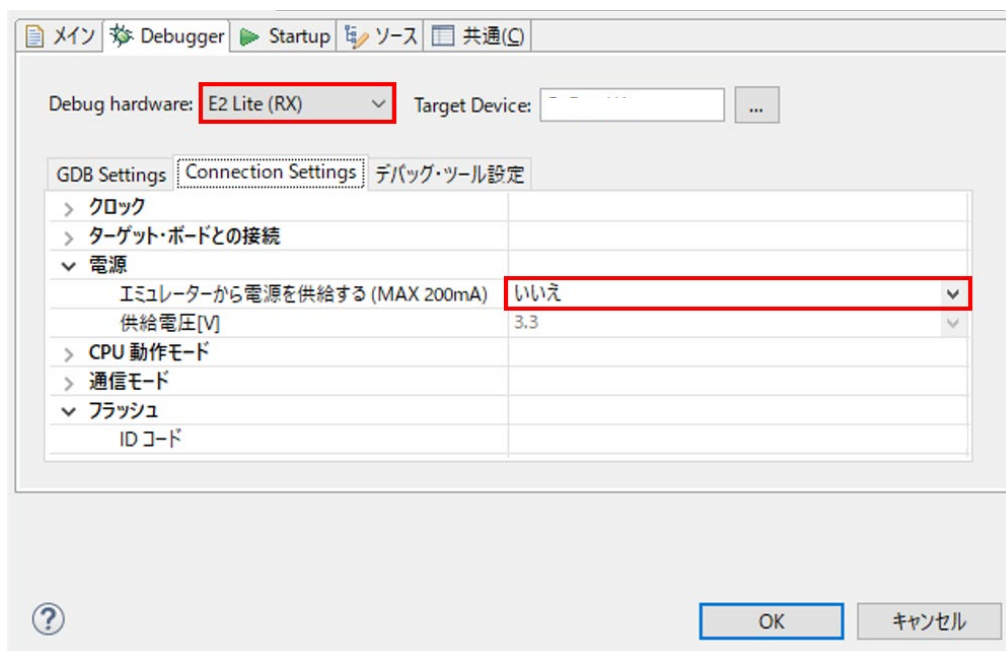 メイン Debugger Startup ソース 共通(C)
Debug hardware: E2 Lite (RX) Target Device: ...
GDB Settings Connection Settings デバッグ・ツール設定
クロック
ターゲット・ボードとの接続
電源
エミュレーターから電源を供給する (MAX 200mA) いいえ
供給電圧[V] 3.3
CPU 動作モード
通信モード
フラッシュ
ID コード
? OK キャンセル